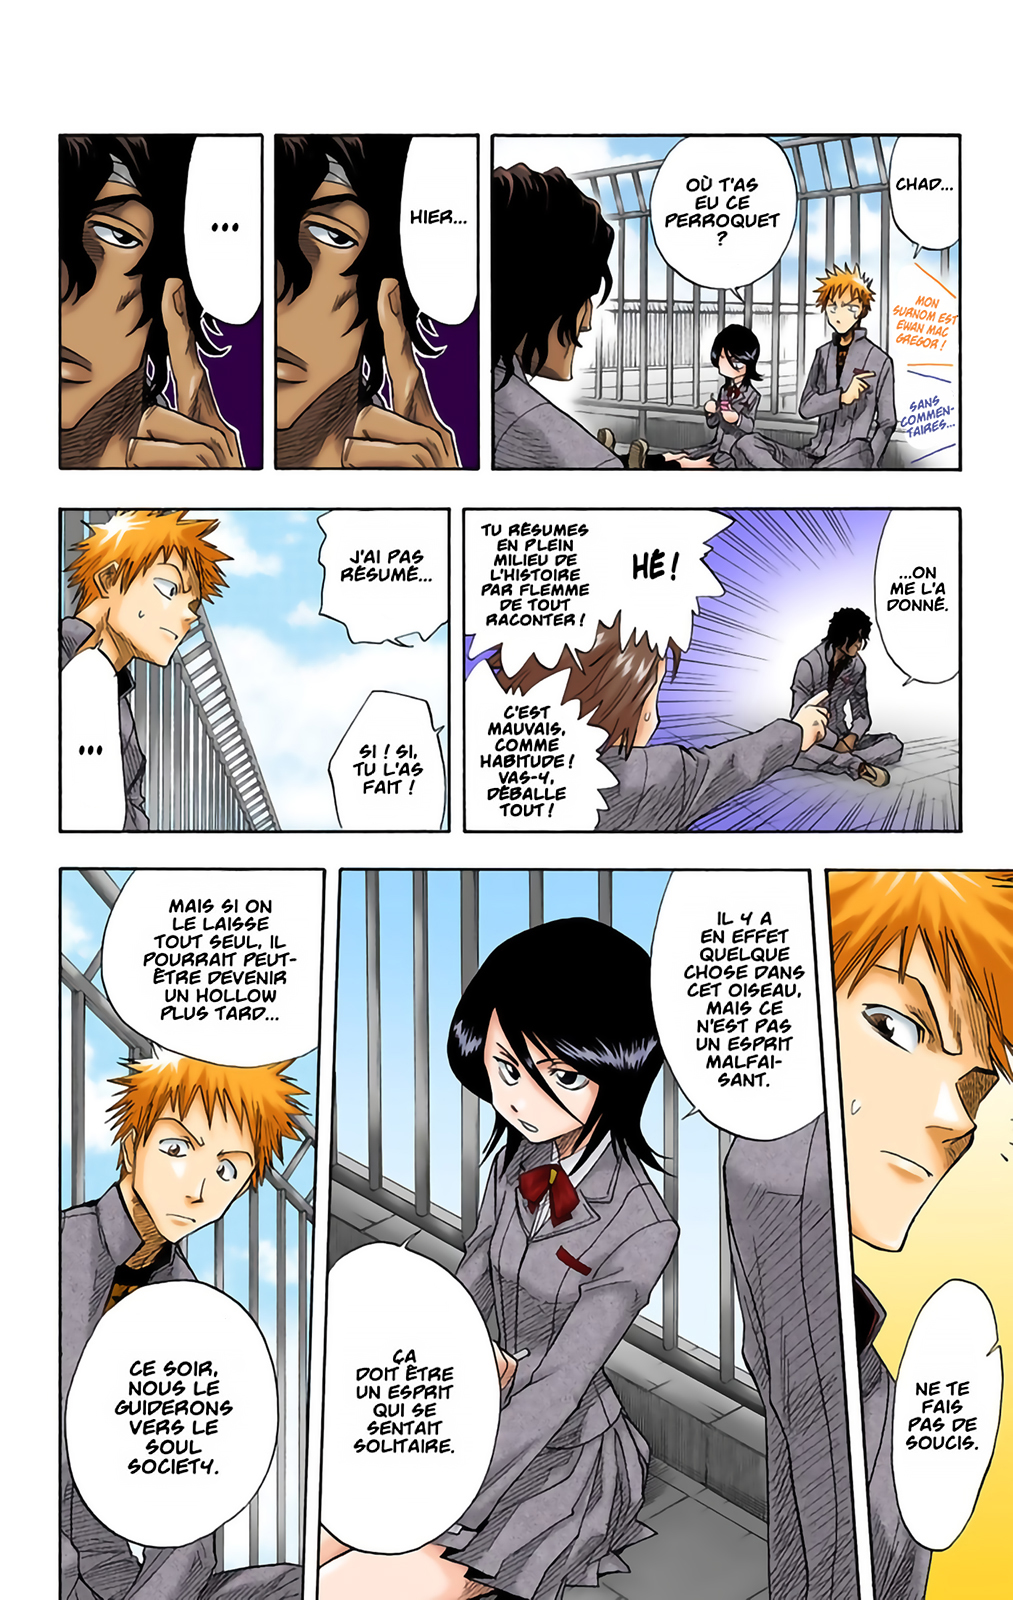 CHAD...
OÙ T'AS
EU CE
PERROQUET
?
MON
SURNOM EST
EWAN MAC
GREGOR !
SANS
COMMEN-
TAIRES...
HIER...
...
...ON
ME L'A
DONNÉ.
HÉ !
TU RÉSUMES
EN PLEIN
MILIEU DE
L'HISTOIRE
PAR FLEMME
DE TOUT
RACONTER !
C'EST
MAUVAIS,
COMME
HABITUDE !
VAS-Y,
DÉBALLE
TOUT !
J'AI PAS
RÉSUMÉ...
SI ! SI,
TU L'AS
FAIT !
...
NE TE
FAIS
PAS DE
SOUCIS.
IL Y A
EN EFFET
QUELQUE
CHOSE DANS
CET OISEAU,
MAIS CE
N'EST PAS
UN ESPRIT
MALFAI-
SANT.
ÇA
DOIT ÊTRE
UN ESPRIT
QUI SE
SENTAIT
SOLITAIRE.
MAIS SI ON
LE LAISSE
TOUT SEUL, IL
POURRAIT PEUT-
ÊTRE DEVENIR
UN HOLLOW
PLUS TARD...
CE SOIR,
NOUS LE
GUIDERONS
VERS LE
SOUL
SOCIETY.